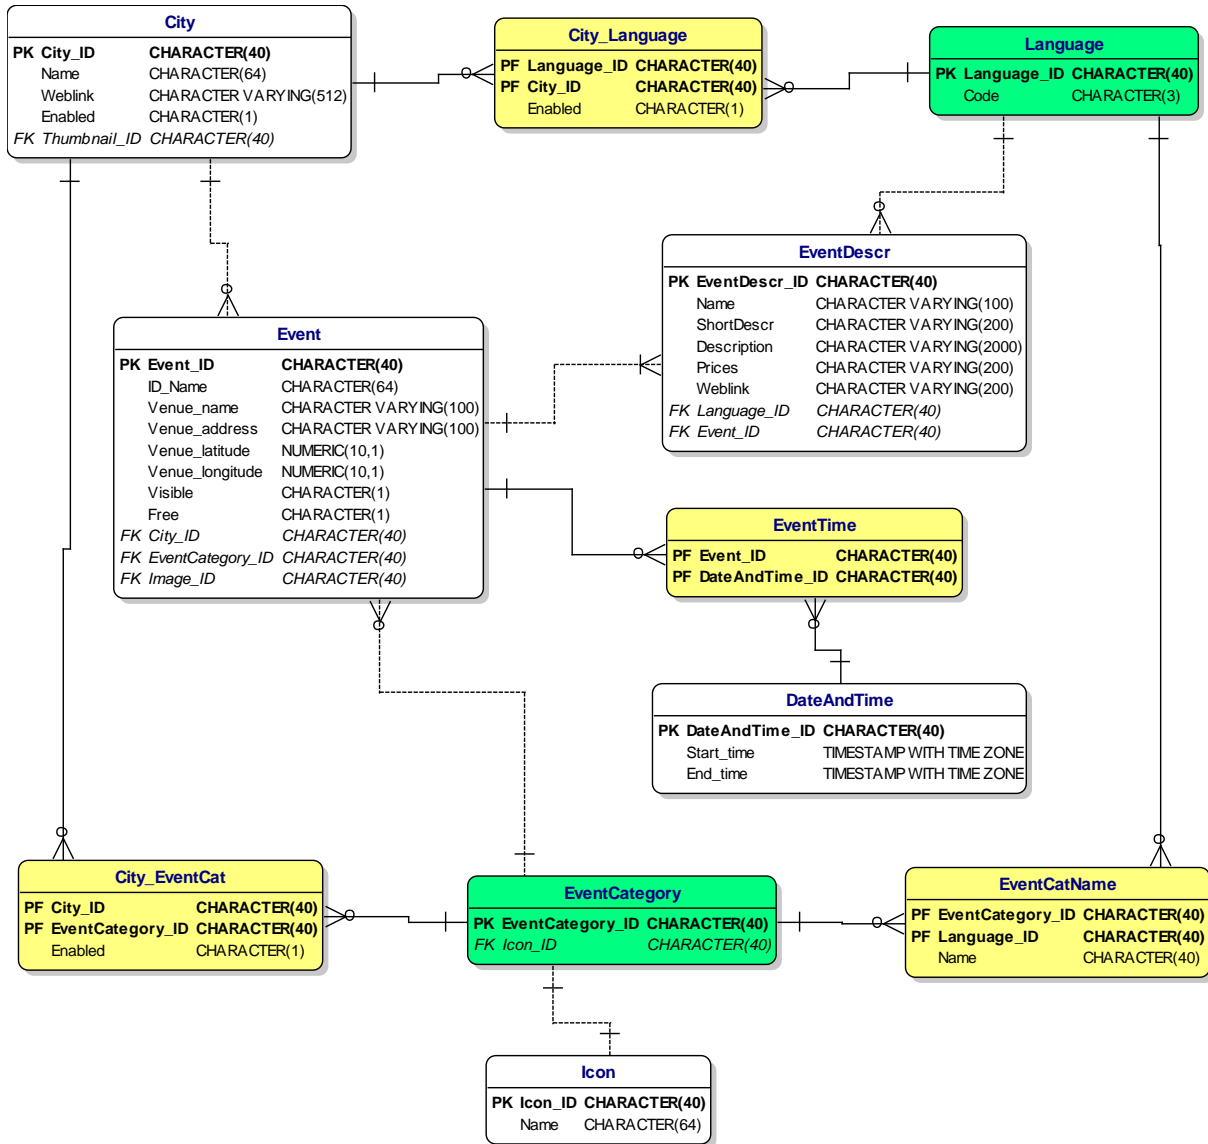 City
PK City_ID CHARACTER(40)
Name CHARACTER(64)
Weblink CHARACTER VARYING(512)
Enabled CHARACTER(1)
FK Thumbnail_ID CHARACTER(40)
City_Language
PF Language_ID CHARACTER(40)
PF City_ID CHARACTER(40)
Enabled CHARACTER(1)
Language
PK Language_ID CHARACTER(40)
Code CHARACTER(3)
EventDescr
PK EventDescr_ID CHARACTER(40)
Name CHARACTER VARYING(100)
ShortDescr CHARACTER VARYING(200)
Description CHARACTER VARYING(2000)
Prices CHARACTER VARYING(200)
Weblink CHARACTER VARYING(200)
FK Language_ID CHARACTER(40)
FK Event_ID CHARACTER(40)
Event
PK Event_ID CHARACTER(40)
ID_Name CHARACTER(64)
Venue_name CHARACTER VARYING(100)
Venue_address CHARACTER VARYING(100)
Venue_latitude NUMERIC(10,1)
Venue_longitude NUMERIC(10,1)
Visible CHARACTER(1)
Free CHARACTER(1)
FK City_ID CHARACTER(40)
FK EventCategory_ID CHARACTER(40)
FK Image_ID CHARACTER(40)
EventTime
PF Event_ID CHARACTER(40)
PF DateAndTime_ID CHARACTER(40)
DateAndTime
PK DateAndTime_ID CHARACTER(40)
Start_time TIMESTAMP WITH TIME ZONE
End_time TIMESTAMP WITH TIME ZONE
City_EventCat
PF City_ID CHARACTER(40)
PF EventCategory_ID CHARACTER(40)
Enabled CHARACTER(1)
EventCategory
PK EventCategory_ID CHARACTER(40)
FK Icon_ID CHARACTER(40)
EventCatName
PF EventCategory_ID CHARACTER(40)
PF Language_ID CHARACTER(40)
Name CHARACTER(40)
Icon
PK Icon_ID CHARACTER(40)
Name CHARACTER(64)